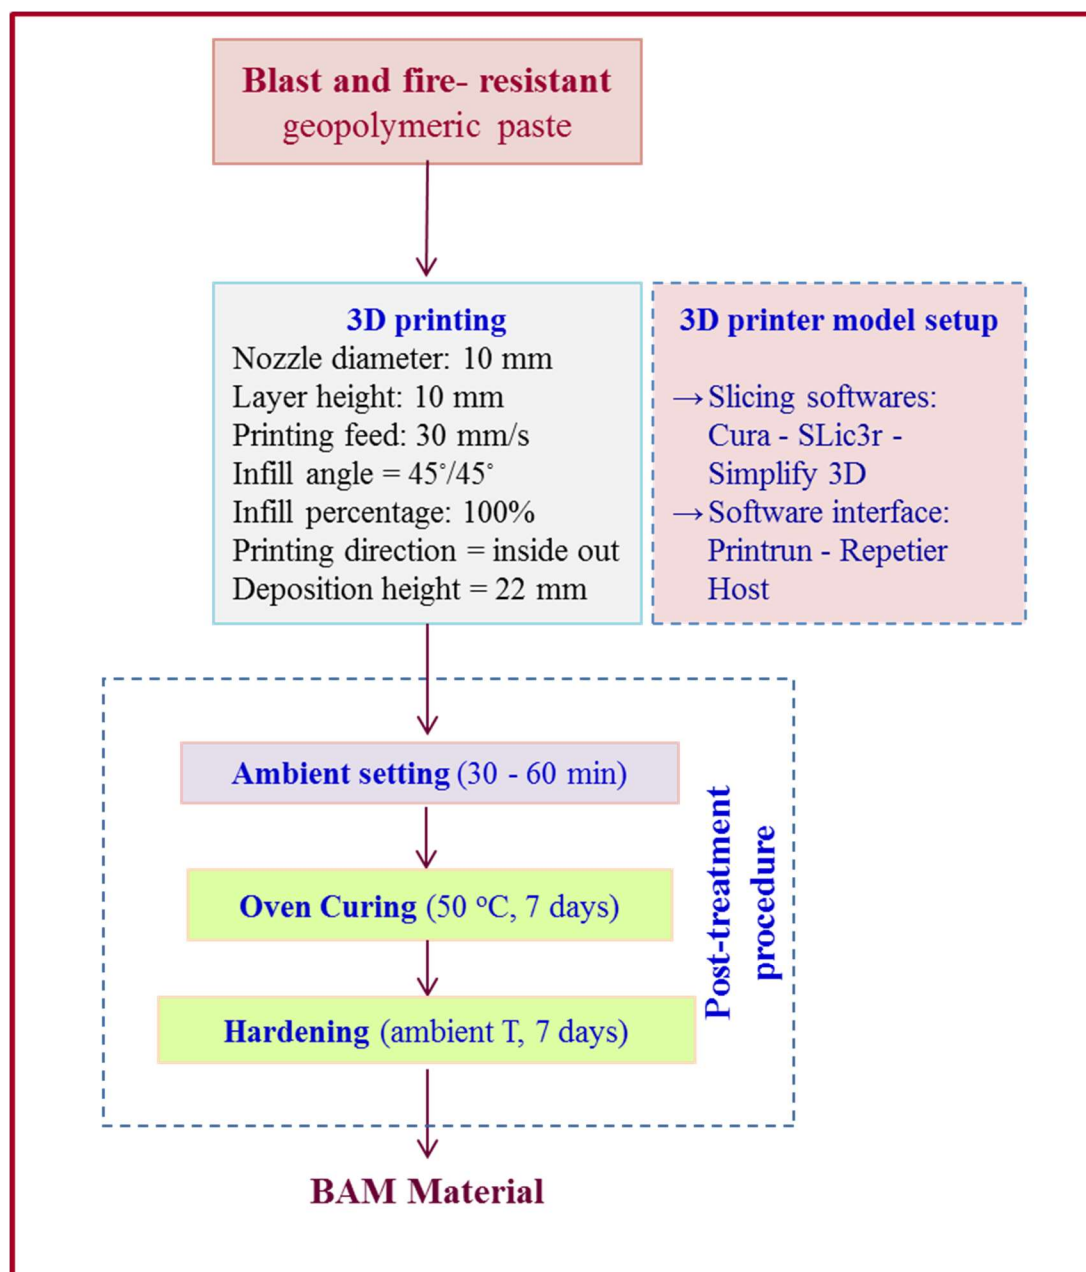 Blast and fire- resistant
geopolymeric paste
3D printing
Nozzle diameter: 10 mm
Layer height: 10 mm
Printing feed: 30 mm/s
Infill angle = 45°/45°
Infill percentage: 100%
Printing direction = inside out
Deposition height = 22 mm
3D printer model setup
→ Slicing softwares:
Cura - SLic3r -
Simplify 3D
→ Software interface:
Printrun - Repetier
Host
Ambient setting (30 - 60 min)
Oven Curing (50 °C, 7 days)
Hardening (ambient T, 7 days)
Post-treatment
procedure
BAM Material